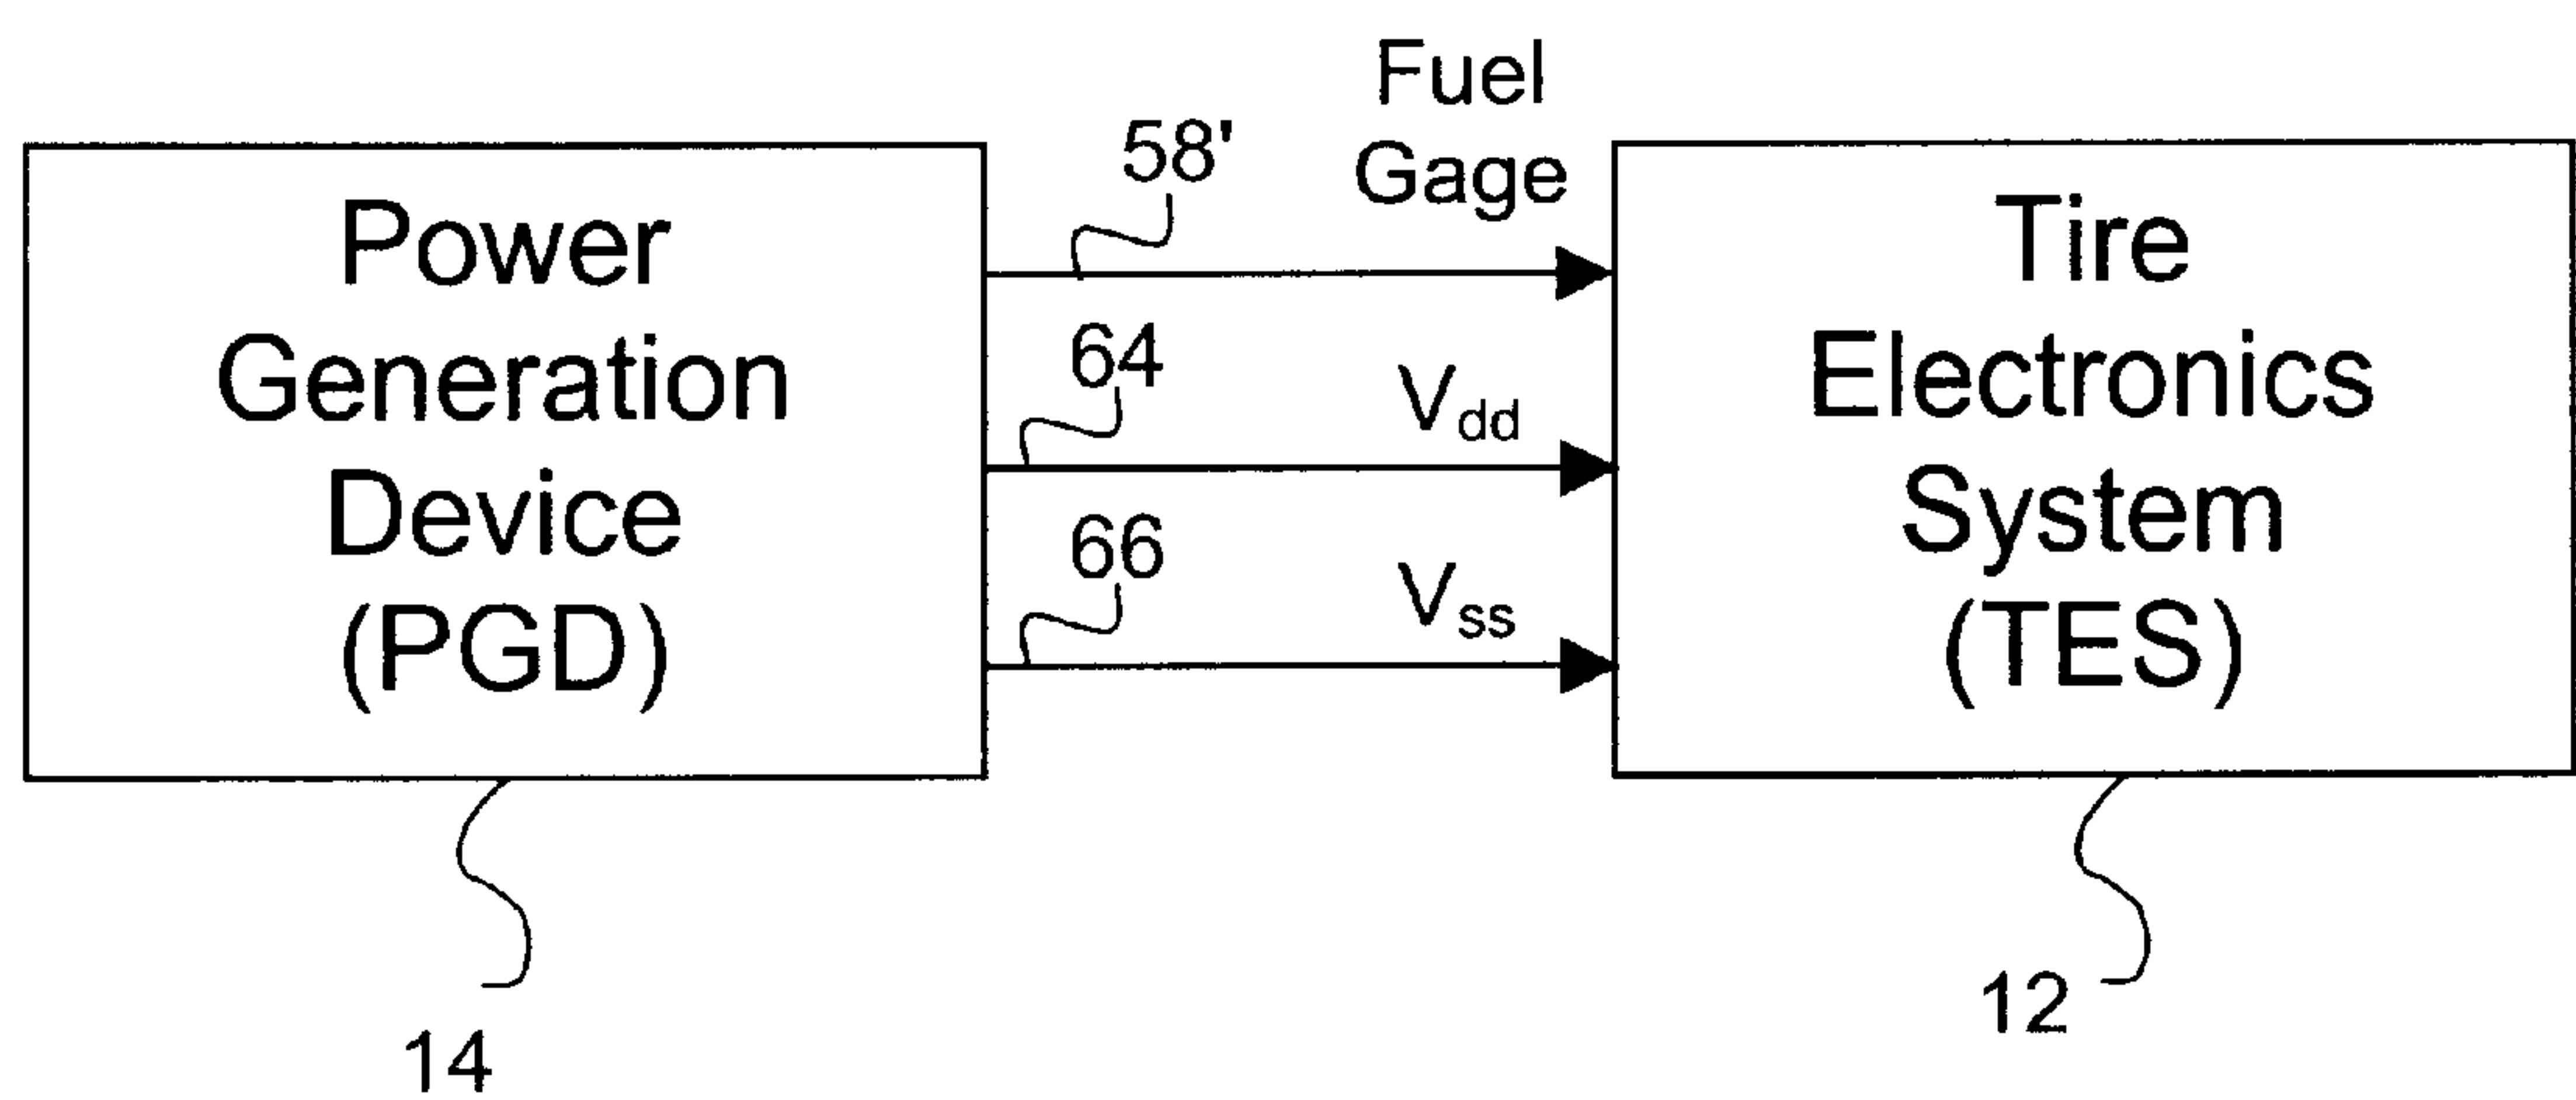 Power
Generation
Device
(PGD)
14
58'
Fuel
Gage
64
Vdd
66
Vss
Tire
Electronics
System
(TES)
12